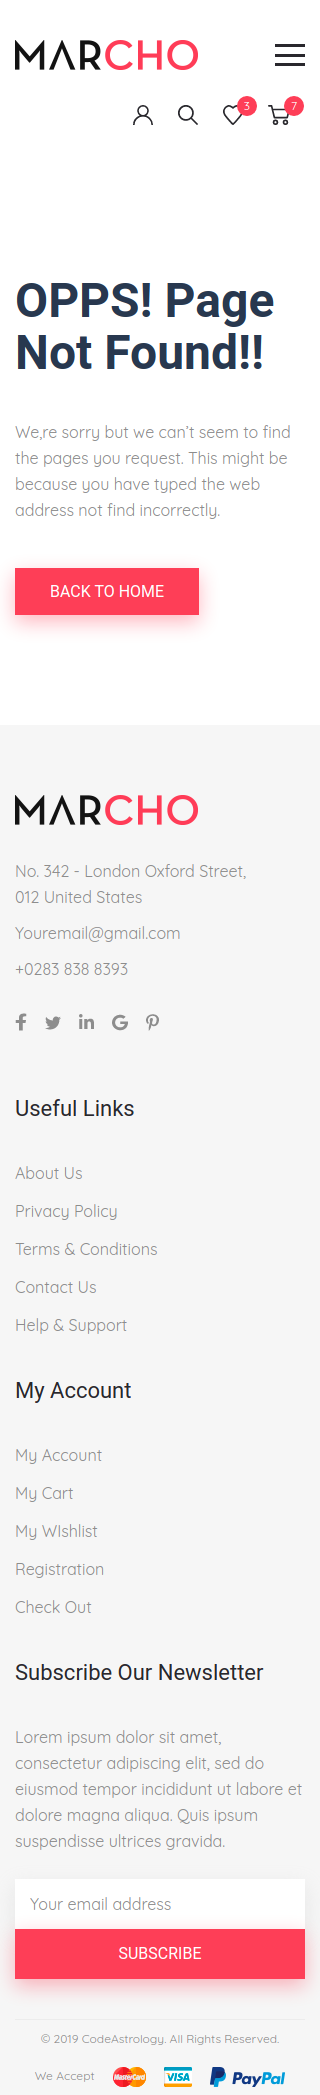 MARCHO
3
7
OPPS! Page
Not Found!!
We,re sorry but we can't seem to find
the pages you request. This might be
because you have typed the web
address not find incorrectly.
BACK TO HOME
MARCHO
No. 342 - London Oxford Street,
012 United States
Youremail@gmail.com
+0283 838 8393
Useful Links
About Us
Privacy Policy
Terms & Conditions
Contact Us
Help & Support
My Account
My Account
My Cart
My WIshlist
Registration
Check Out
Subscribe Our Newsletter
Lorem ipsum dolor sit amet,
consectetur adipiscing elit, sed do
eiusmod tempor incididunt ut labore et
dolore magna aliqua. Quis ipsum
suspendisse ultrices gravida.
Your email address
SUBSCRIBE
© 2019 CodeAstrology. All Rights Reserved.
We Accept MasterCard VISA PayPal